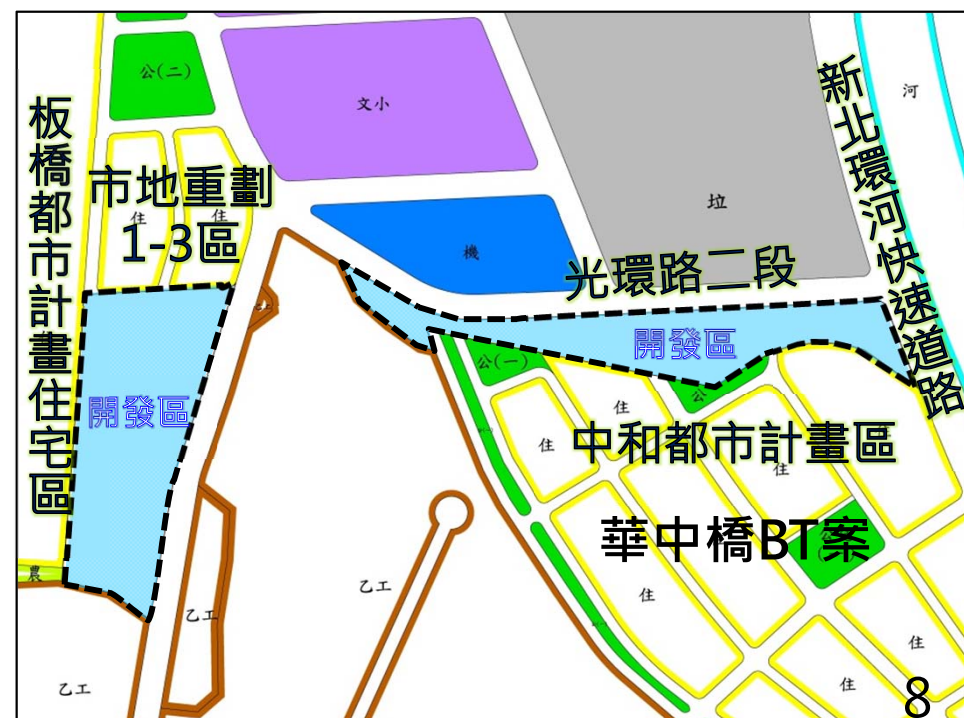 公(二)
文小
河
新北環河快速道路
板橋都市計畫住宅區
市地重劃
1-3區
住
住
垃
機
光環路二段
開發區
開發區
公(一)
公
住
住
中和都市計畫區
住
住
華中橋BT案
公
農
乙工
乙工
乙工
住
住
住
8